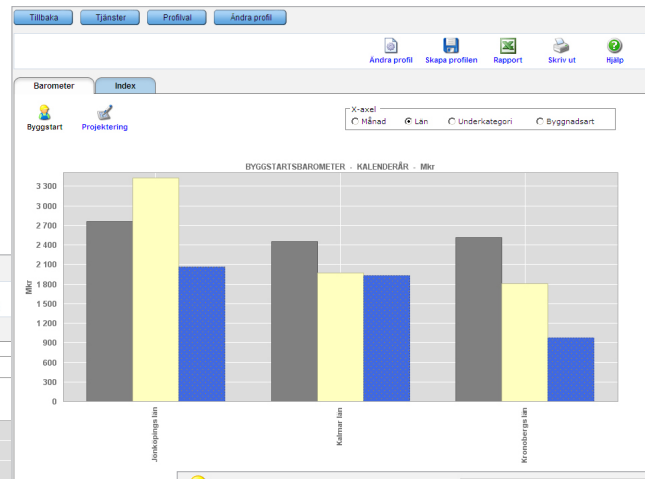 Tillbaka Tjänster Profilval Ändra profil
Ändra profil Skapa profilen Rapport Skriv ut Hjälp
Barometer Index
Byggstart Projektering
X-axel
Månad Län Underkategori Byggnadsart
BYGGSTARTSBAROMETER - KALENDERÅR - Mkr
3 300
3 000
2 700
2 400
2 100
1 800
1 500
1 200
900
600
300
0
Mkr
Jönköpings län
Kalmar län
Kronobergs län